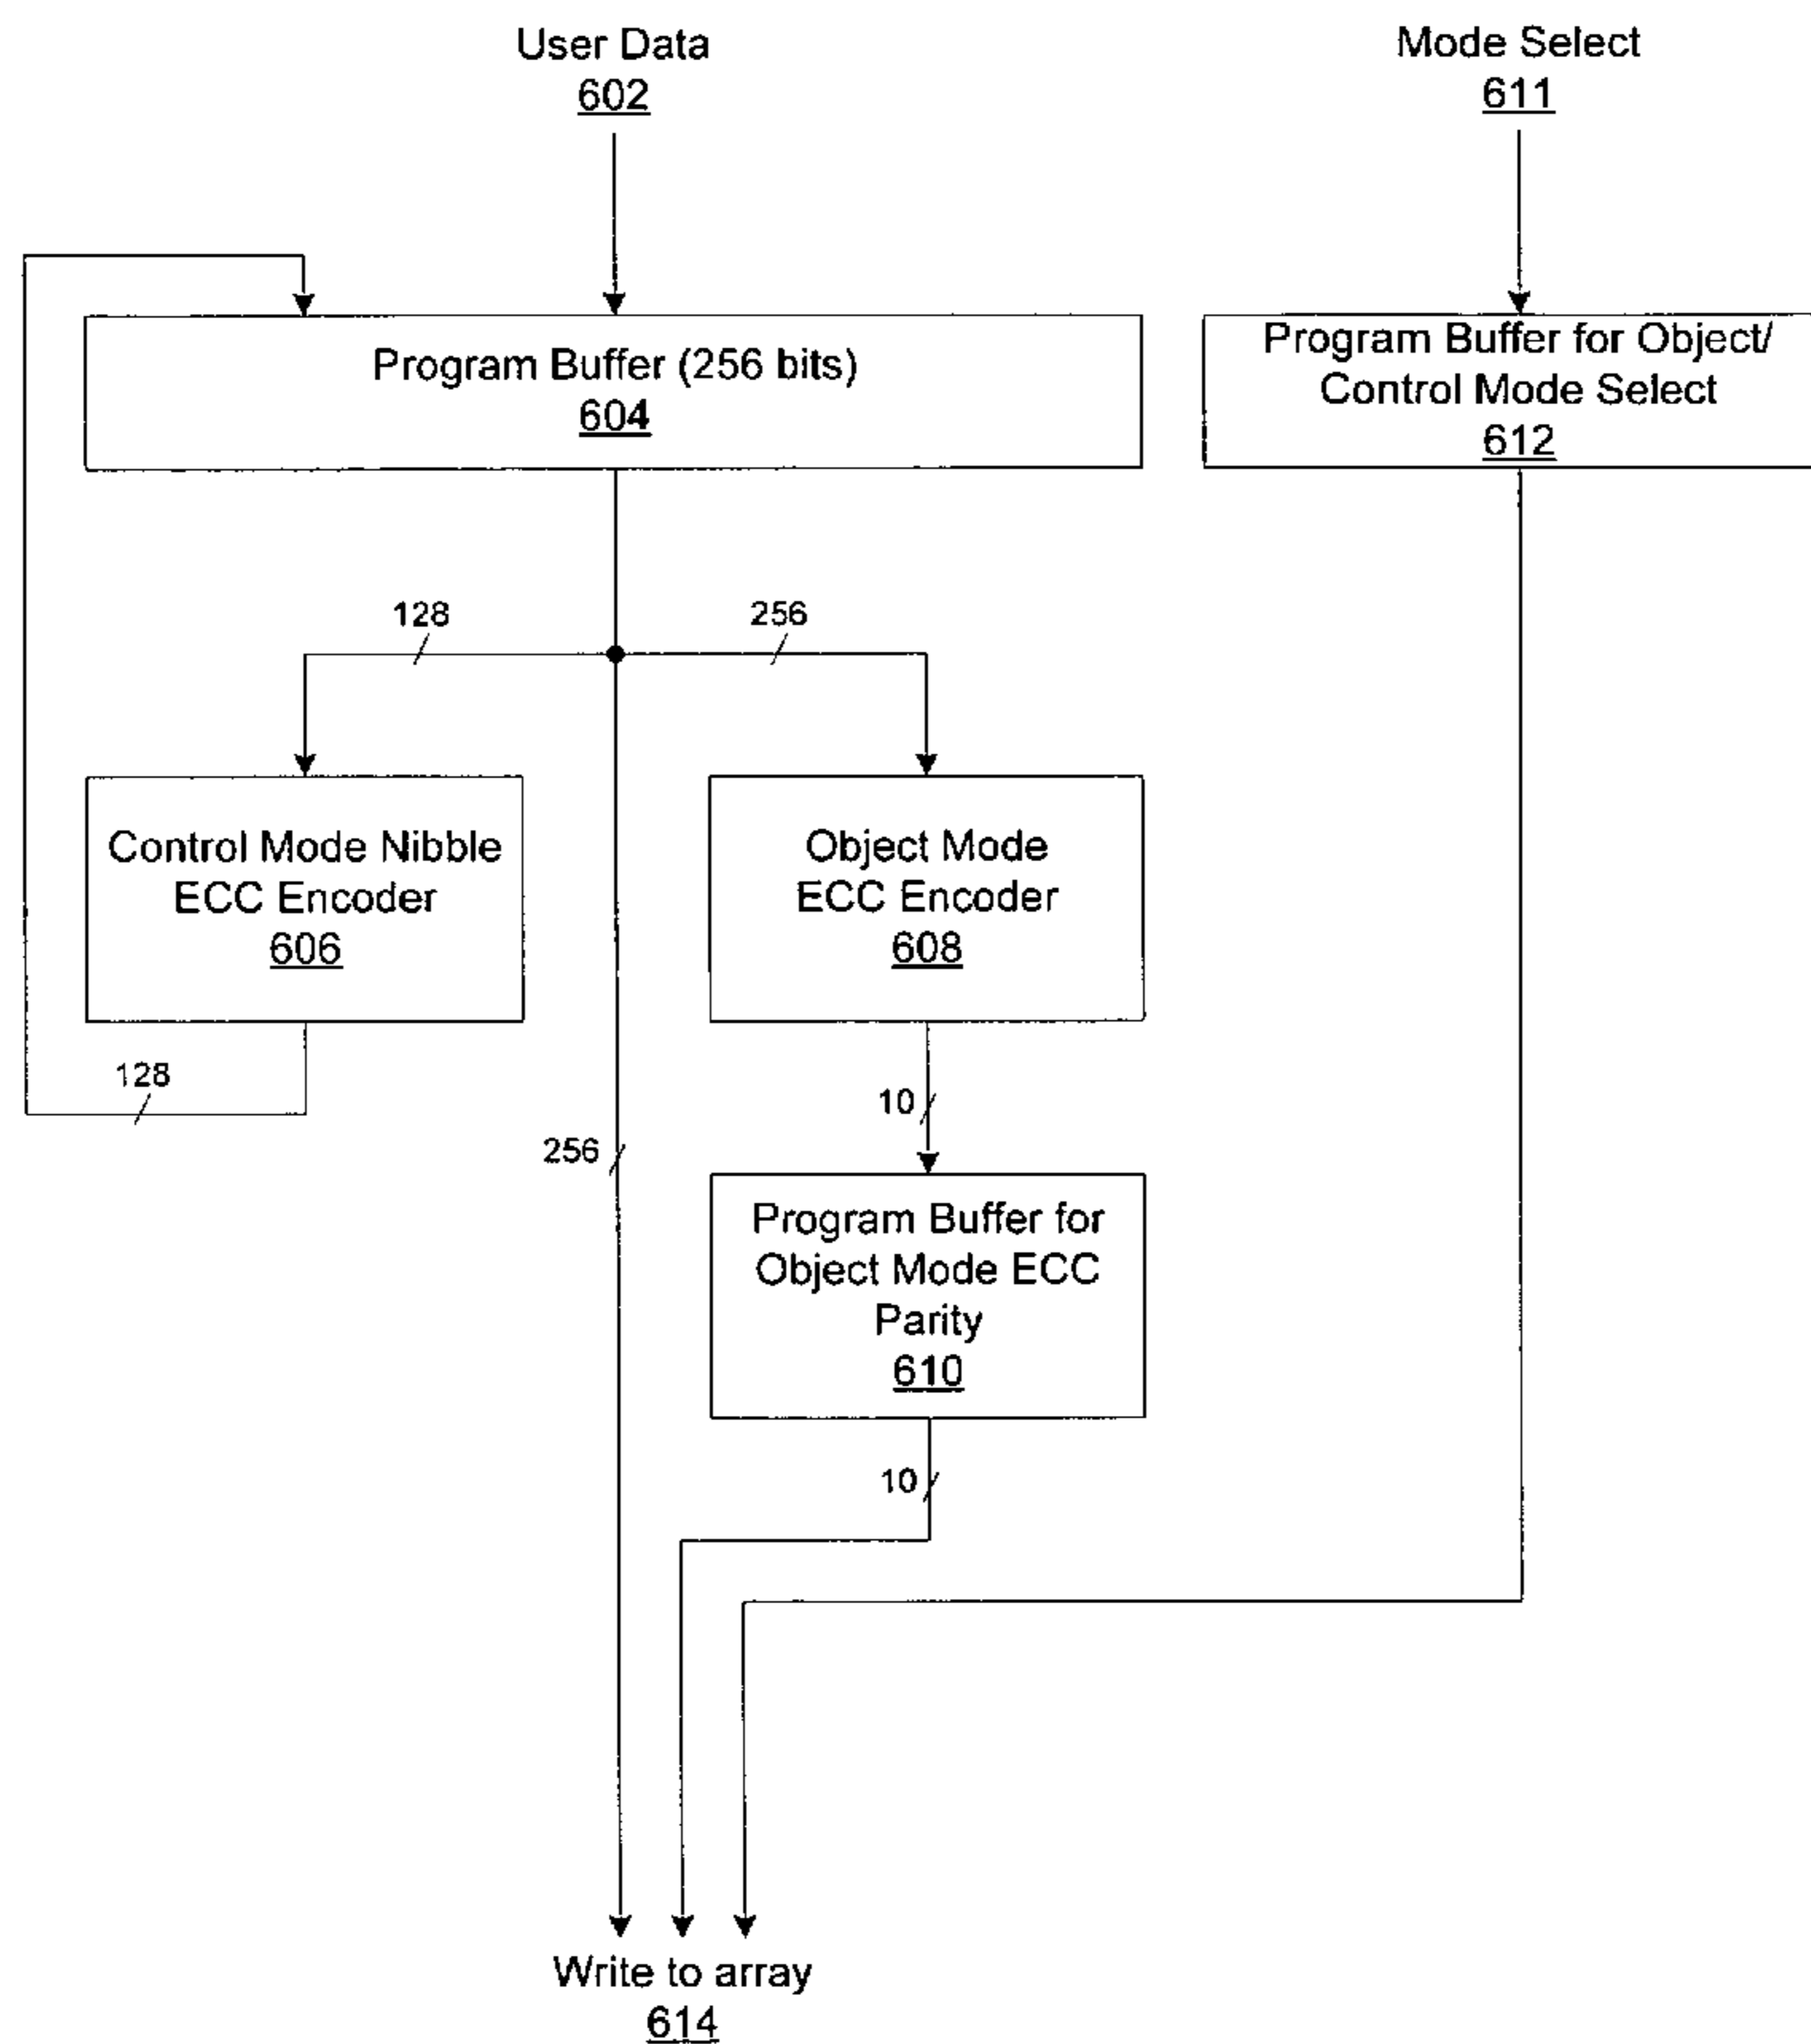 User Data
602
Mode Select
611
Program Buffer (256 bits)
604
Program Buffer for Object/
Control Mode Select
612
128
256
Control Mode Nibble
ECC Encoder
606
Object Mode
ECC Encoder
608
128
10
256
Program Buffer for
Object Mode ECC
Parity
610
10
Write to array
614